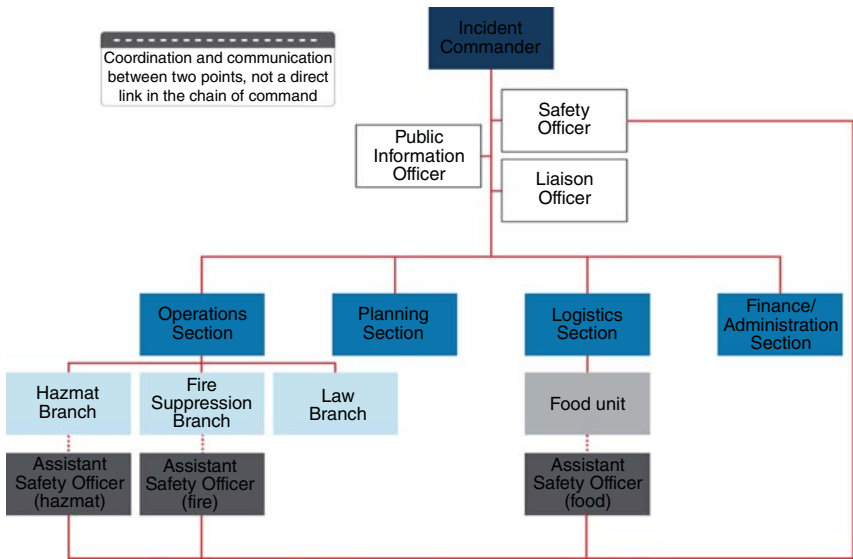 Incident
Commander
Coordination and communication
between two points, not a direct
link in the chain of command
Safety
Officer
Public
Information
Officer
Liaison
Officer
Operations
Section
Planning
Section
Logistics
Section
Finance/
Administration
Section
Hazmat
Branch
Fire
Suppression
Branch
Law
Branch
Food unit
Assistant
Safety Officer
(hazmat)
Assistant
Safety Officer
(fire)
Assistant
Safety Officer
(food)